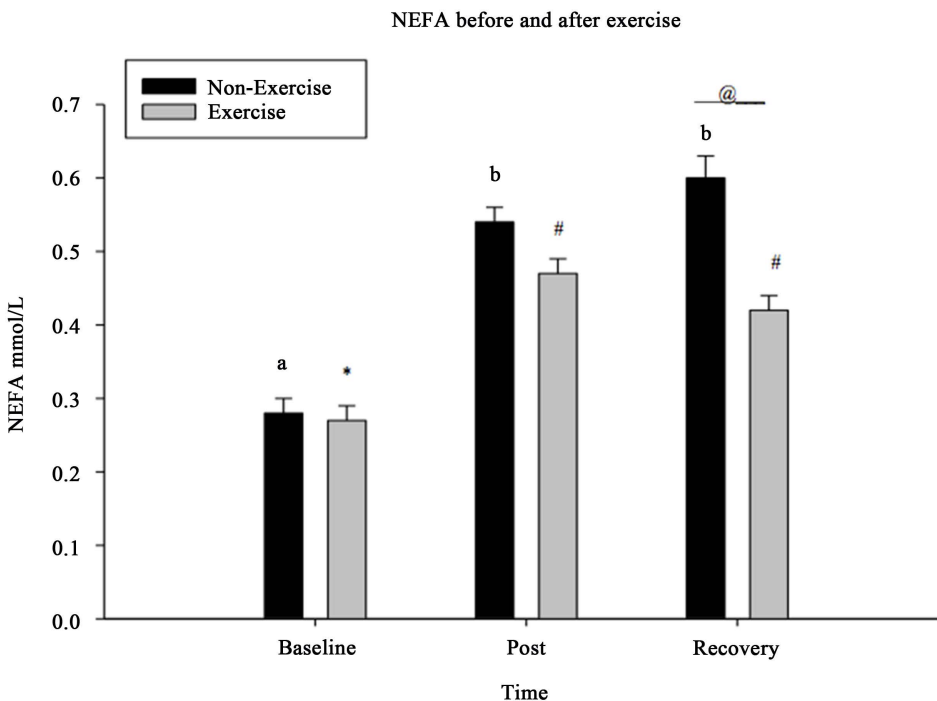 NEFA before and after exercise
Non-Exercise
Exercise
NEFA mmol/L
0.7
0.6
0.5
0.4
0.3
0.2
0.1
0.0
a
*
b
#
@
b
#
Baseline Post Recovery
Time